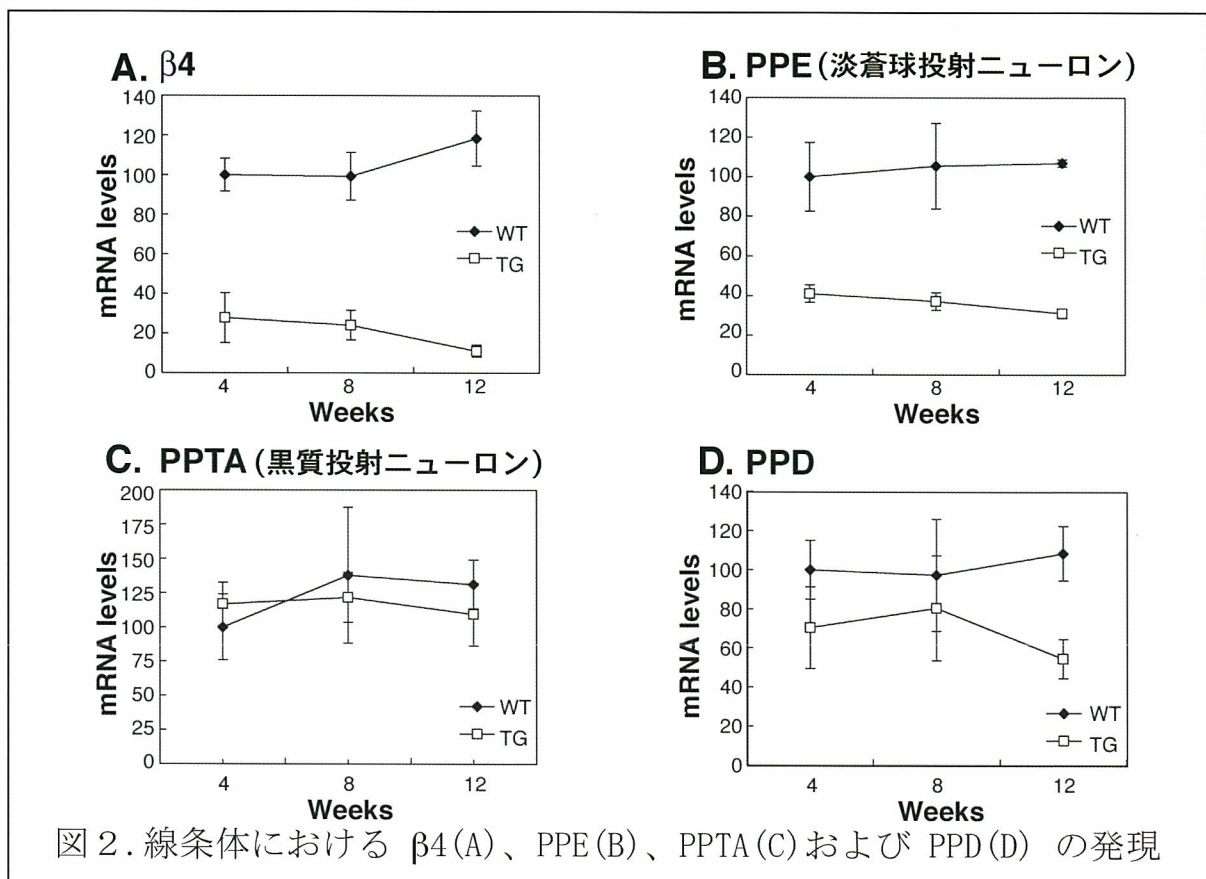 A. β4
mRNA levels
140
120
100
80
60
40
20
0
4
8
12
Weeks
WT
TG
B. PPE (淡蒼球投射ニューロン)
mRNA levels
140
120
100
80
60
40
20
0
4
8
12
Weeks
WT
TG
C. PPTA (黒質投射ニューロン)
mRNA levels
200
175
150
125
100
75
50
25
0
4
8
12
Weeks
WT
TG
D. PPD
mRNA levels
140
120
100
80
60
40
20
0
4
8
12
Weeks
WT
TG
図２.線条体における β4(A)、PPE(B)、PPTA(C)および PPD(D) の発現